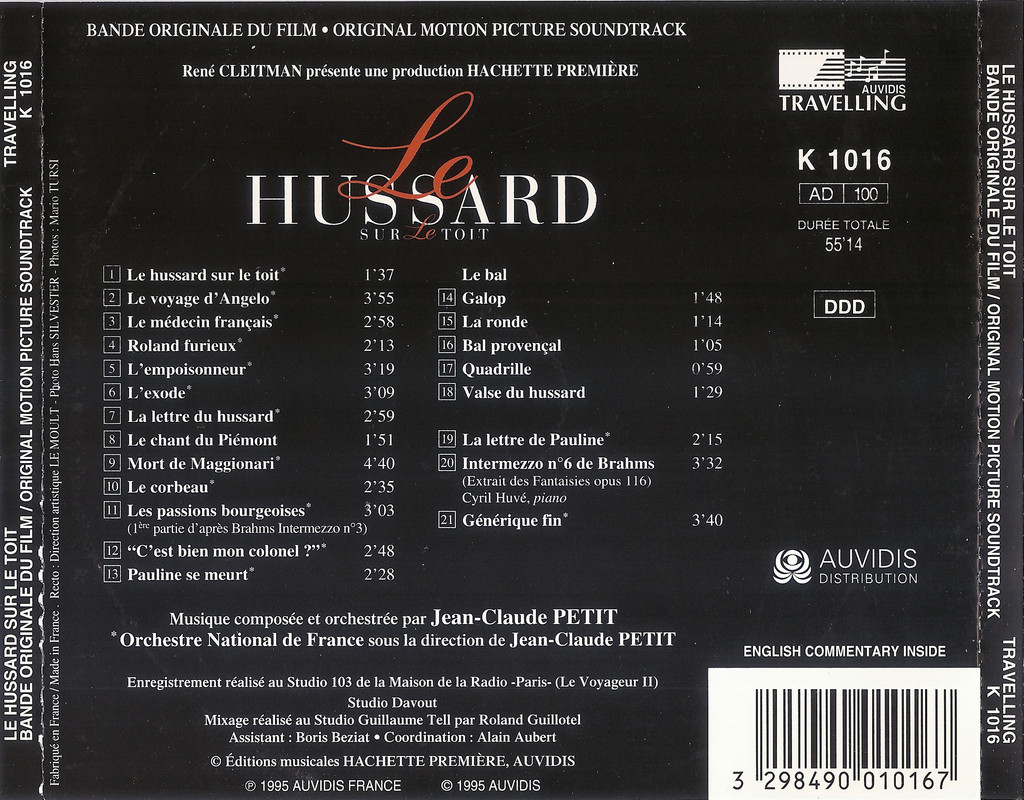 BANDE ORIGINALE DU FILM • ORIGINAL MOTION PICTURE SOUNDTRACK
René CLEITMAN présente une production HACHETTE PREMIÈRE
Le
HUSSARD
SUR Le TOIT
1 Le hussard sur le toit* 1'37
2 Le voyage d'Angelo* 3'55
3 Le médecin français* 2'58
4 Roland furieux* 2'13
5 L'empoisonneur* 3'19
6 L'exode* 3'09
7 La lettre du hussard* 2'59
8 Le chant du Piémont 1'51
9 Mort de Maggionari* 4'40
10 Le corbeau* 2'35
11 Les passions bourgeoises* 3'03
(1ère partie d'après Brahms Intermezzo n°3)
12 “C'est bien mon colonel ?”* 2'48
13 Pauline se meurt* 2'28
Le bal
14 Galop 1'48
15 La ronde 1'14
16 Bal provençal 1'05
17 Quadrille 0'59
18 Valse du hussard 1'29
19 La lettre de Pauline* 2'15
20 Intermezzo n°6 de Brahms 3'32
(Extrait des Fantaisies opus 116)
Cyril Huvé, piano
21 Générique fin* 3'40
Musique composée et orchestrée par Jean-Claude PETIT
* Orchestre National de France sous la direction de Jean-Claude PETIT
Enregistrement réalisé au Studio 103 de la Maison de la Radio -Paris- (Le Voyageur II)
Studio Davout
Mixage réalisé au Studio Guillaume Tell par Roland Guillotel
Assistant : Boris Beziat • Coordination : Alain Aubert
© Éditions musicales HACHETTE PREMIÈRE, AUVIDIS
℗ 1995 AUVIDIS FRANCE © 1995 AUVIDIS
AUVIDIS
TRAVELLING
K 1016
AD 100
DURÉE TOTALE
55'14
DDD
AUVIDIS
DISTRIBUTION
ENGLISH COMMENTARY INSIDE
3 298490 010167
LE HUSSARD SUR LE TOIT TRAVELLING
BANDE ORIGINALE DU FILM / ORIGINAL MOTION PICTURE SOUNDTRACK K 1016
Fabriqué en France / Made in France . Recto : Direction artistique LE MOULT - Photo Hans SILVESTER - Photos : Mario TURSI
LE HUSSARD SUR LE TOIT TRAVELLING
BANDE ORIGINALE DU FILM / ORIGINAL MOTION PICTURE SOUNDTRACK K 1016